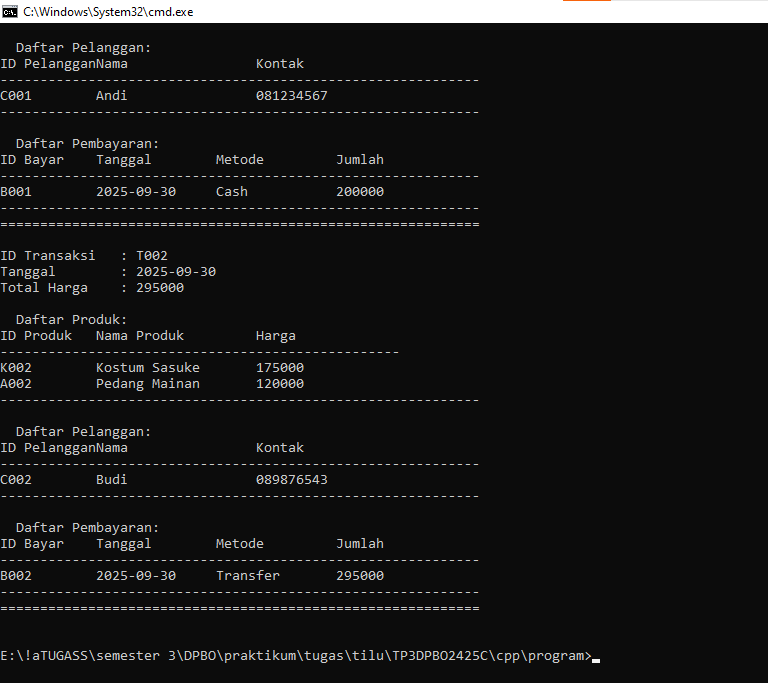 C:\Windows\System32\cmd.exe
Daftar Pelanggan:
ID PelangganNama                Kontak
------------------------------------------------------------
C001        Andi                081234567
------------------------------------------------------------
Daftar Pembayaran:
ID Bayar    Tanggal        Metode         Jumlah
------------------------------------------------------------
B001        2025-09-30     Cash           200000
------------------------------------------------------------
============================================================
ID Transaksi   : T002
Tanggal        : 2025-09-30
Total Harga    : 295000
Daftar Produk:
ID Produk   Nama Produk         Harga
--------------------------------------------------
K002        Kostum Sasuke       175000
A002        Pedang Mainan       120000
------------------------------------------------------------
Daftar Pelanggan:
ID PelangganNama                Kontak
------------------------------------------------------------
C002        Budi                089876543
------------------------------------------------------------
Daftar Pembayaran:
ID Bayar    Tanggal        Metode         Jumlah
------------------------------------------------------------
B002        2025-09-30     Transfer       295000
------------------------------------------------------------
============================================================
E:\!aTUGASS\semester 3\DPBO\praktikum\tugas\tilu\TP3DPBO2425C\cpp\program>